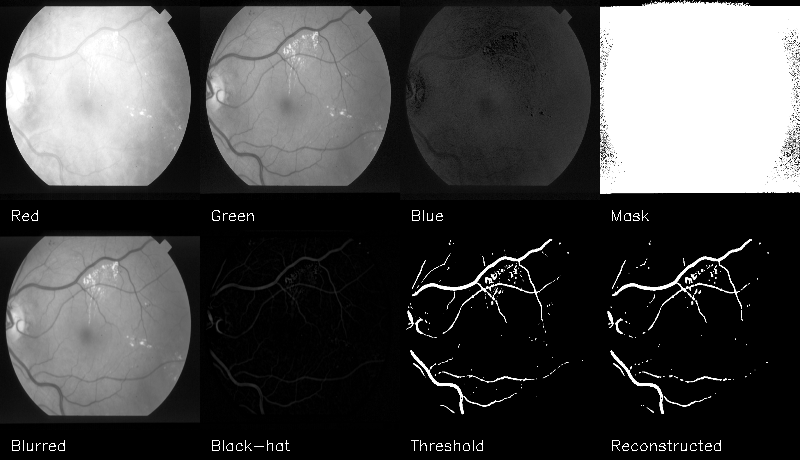 Red
Green
Blue
Mask
Blurred
Black-hat
Threshold
Reconstructed